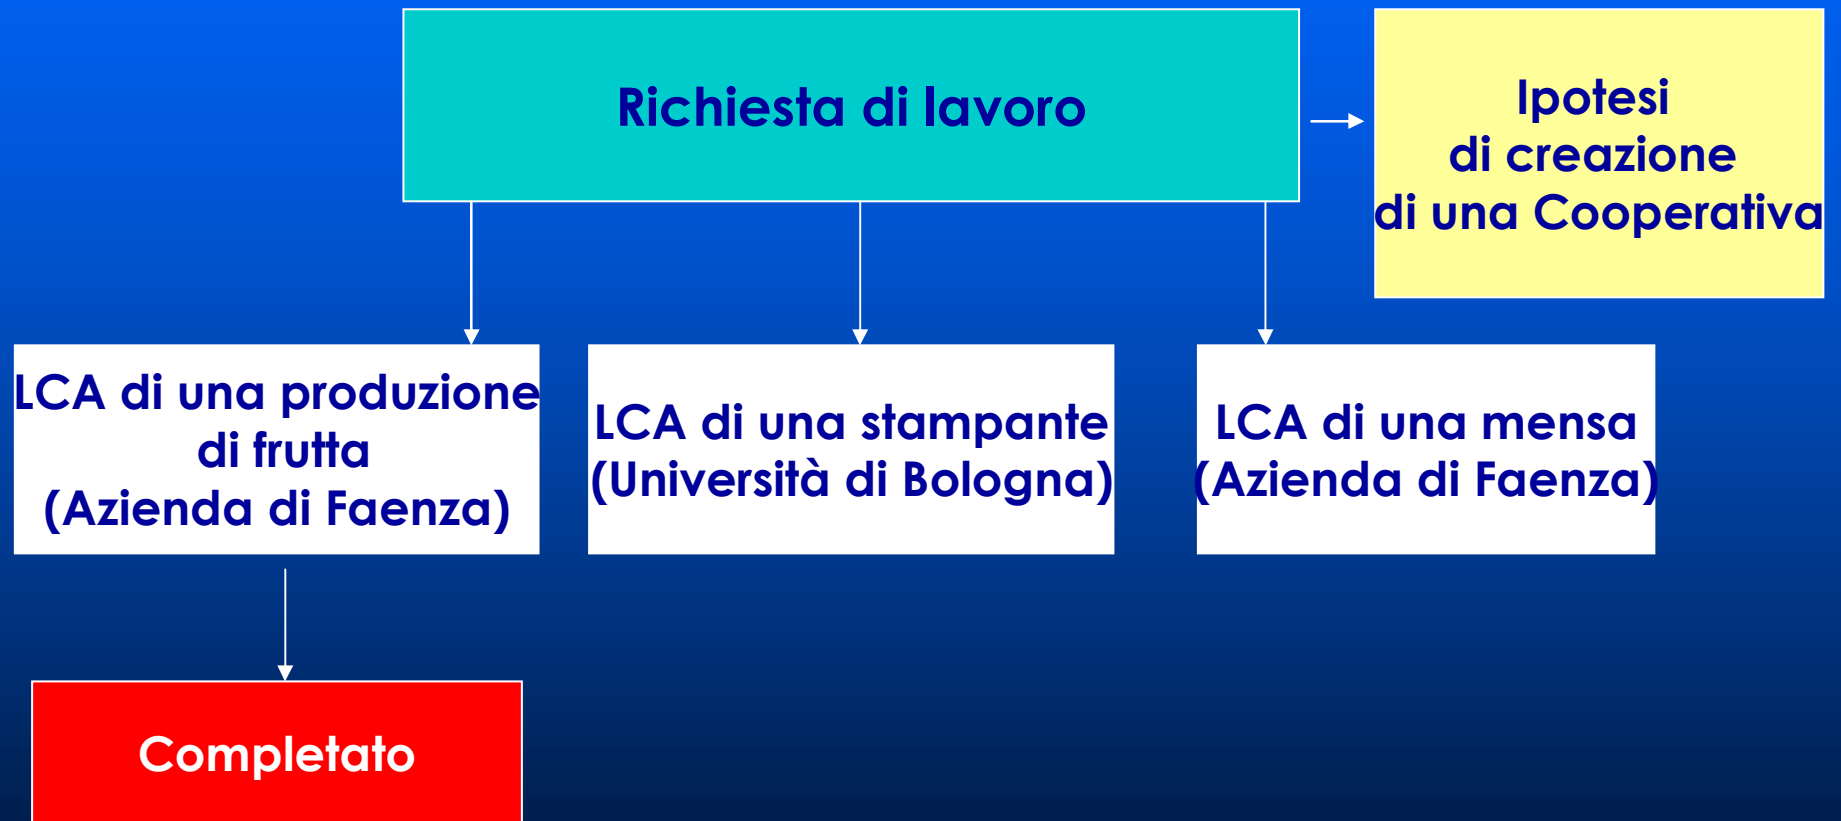 Richiesta di lavoro
Ipotesi
di creazione
di una Cooperativa
LCA di una produzione
di frutta
(Azienda di Faenza)
LCA di una stampante
(Università di Bologna)
LCA di una mensa
(Azienda di Faenza)
Completato